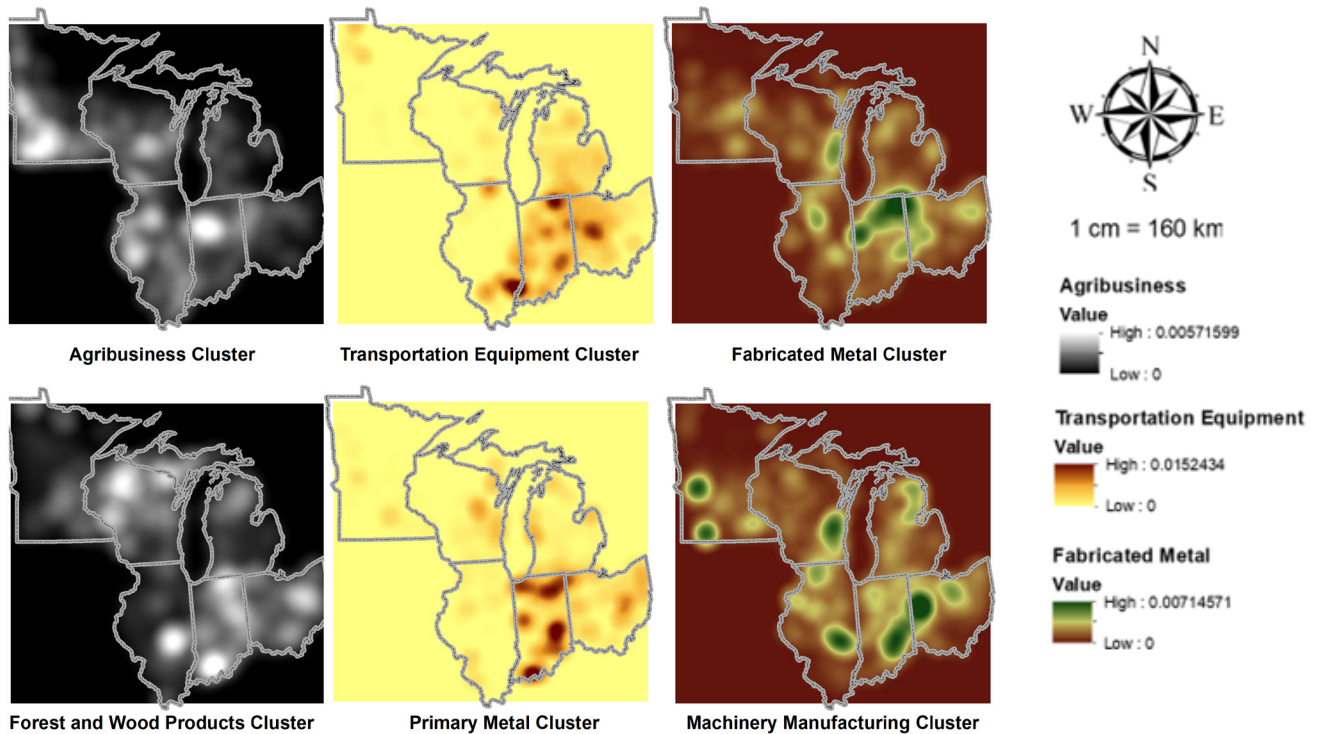 Agribusiness Cluster
Transportation Equipment Cluster
Fabricated Metal Cluster
Forest and Wood Products Cluster
Primary Metal Cluster
Machinery Manufacturing Cluster
N
W
E
S
1 cm = 160 km
Agribusiness
Value
High : 0.00571599
Low : 0
Transportation Equipment
Value
High : 0.0152434
Low : 0
Fabricated Metal
Value
High : 0.00714571
Low : 0